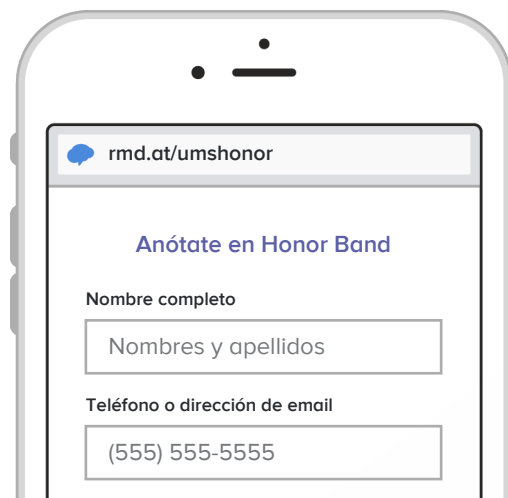 rmd.at/umshonor
Anótate en Honor Band
Nombre completo
Nombres y apellidos
Teléfono o dirección de email
(555) 555-5555